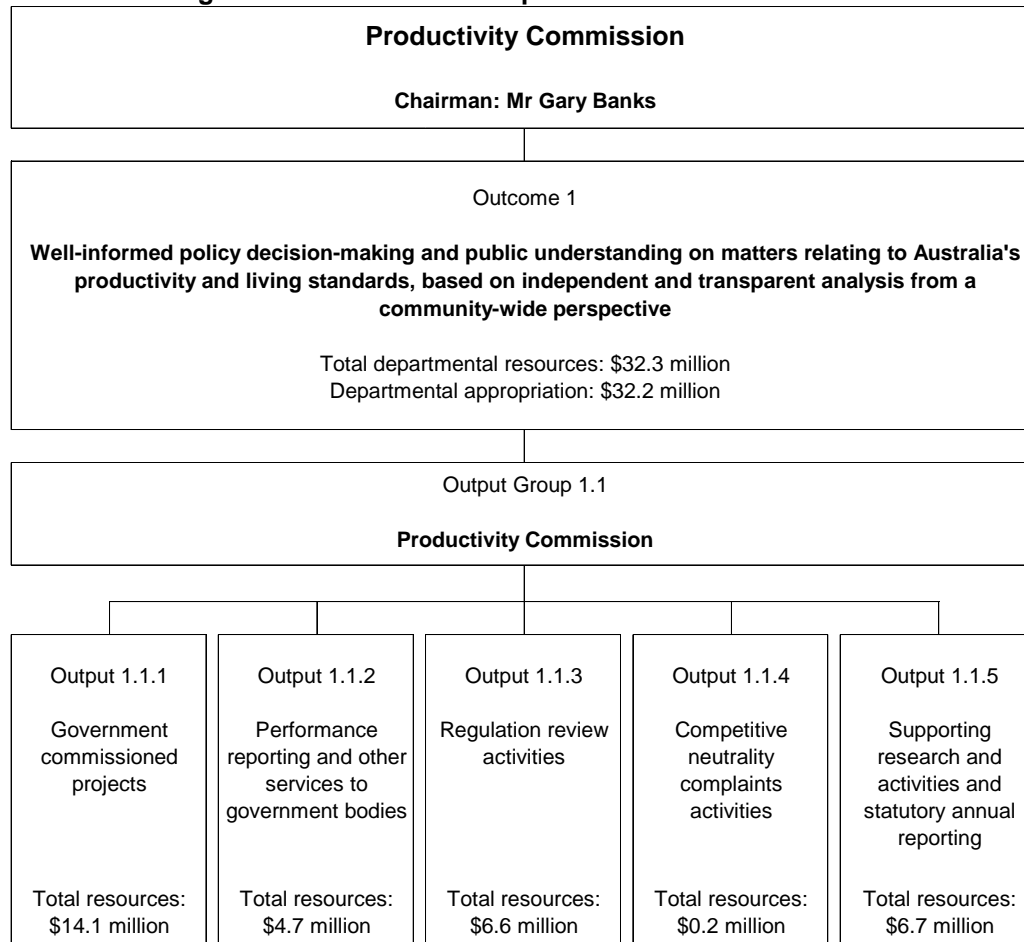 Productivity Commission
Chairman: Mr Gary Banks
Outcome 1
Well-informed policy decision-making and public understanding on matters relating to Australia's
productivity and living standards, based on independent and transparent analysis from a
community-wide perspective
Total departmental resources: $32.3 million
Departmental appropriation: $32.2 million
Output Group 1.1
Productivity Commission
Output 1.1.1
Government
commissioned
projects
Total resources:
$14.1 million
Output 1.1.2
Performance
reporting and other
services to
government bodies
Total resources:
$4.7 million
Output 1.1.3
Regulation review
activities
Total resources:
$6.6 million
Output 1.1.4
Competitive
neutrality
complaints
activities
Total resources:
$0.2 million
Output 1.1.5
Supporting
research and
activities and
statutory annual
reporting
Total resources:
$6.7 million